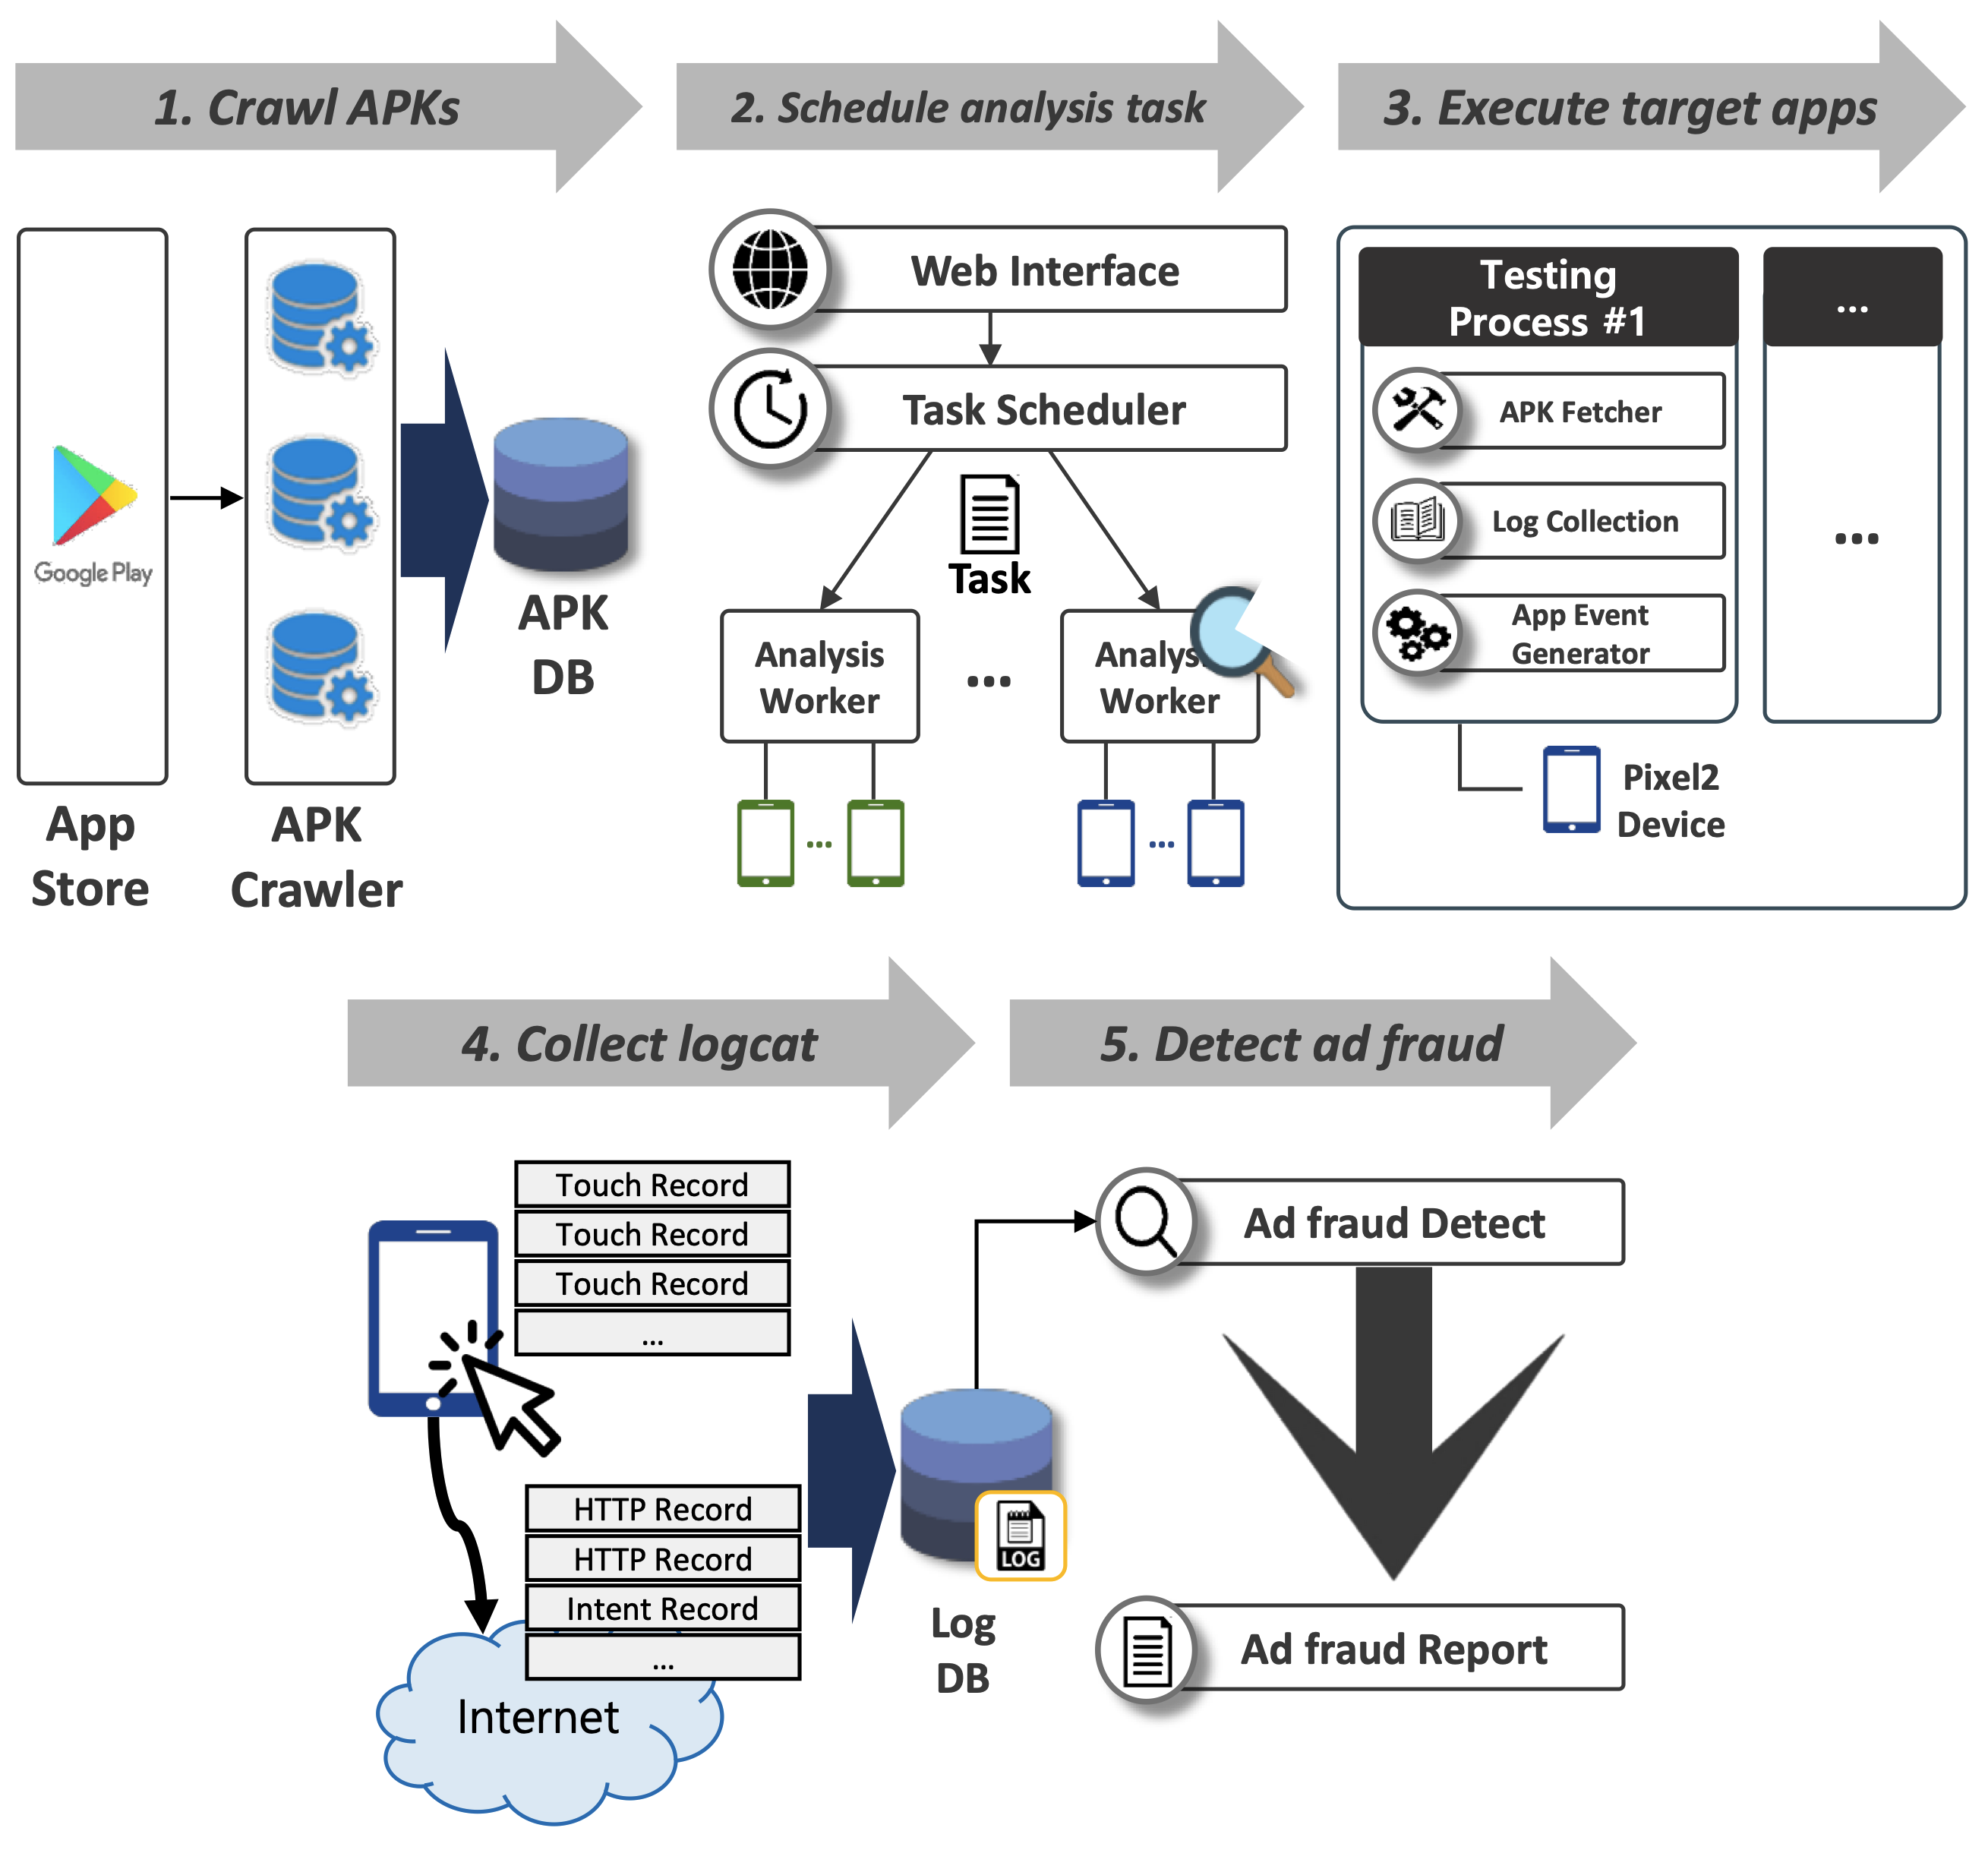 1. Crawl APKs
2. Schedule analysis task
3. Execute target apps
Google Play
App
Store
APK
Crawler
APK
DB
Web Interface
Task Scheduler
Task
Analysis
Worker
...
Analysis
Worker
...
...
Testing
Process #1
APK Fetcher
Log Collection
App Event
Generator
...
...
Pixel2
Device
4. Collect logcat
5. Detect ad fraud
Touch Record
Touch Record
Touch Record
...
HTTP Record
HTTP Record
Intent Record
...
Internet
LOG
Log
DB
Ad fraud Detect
Ad fraud Report